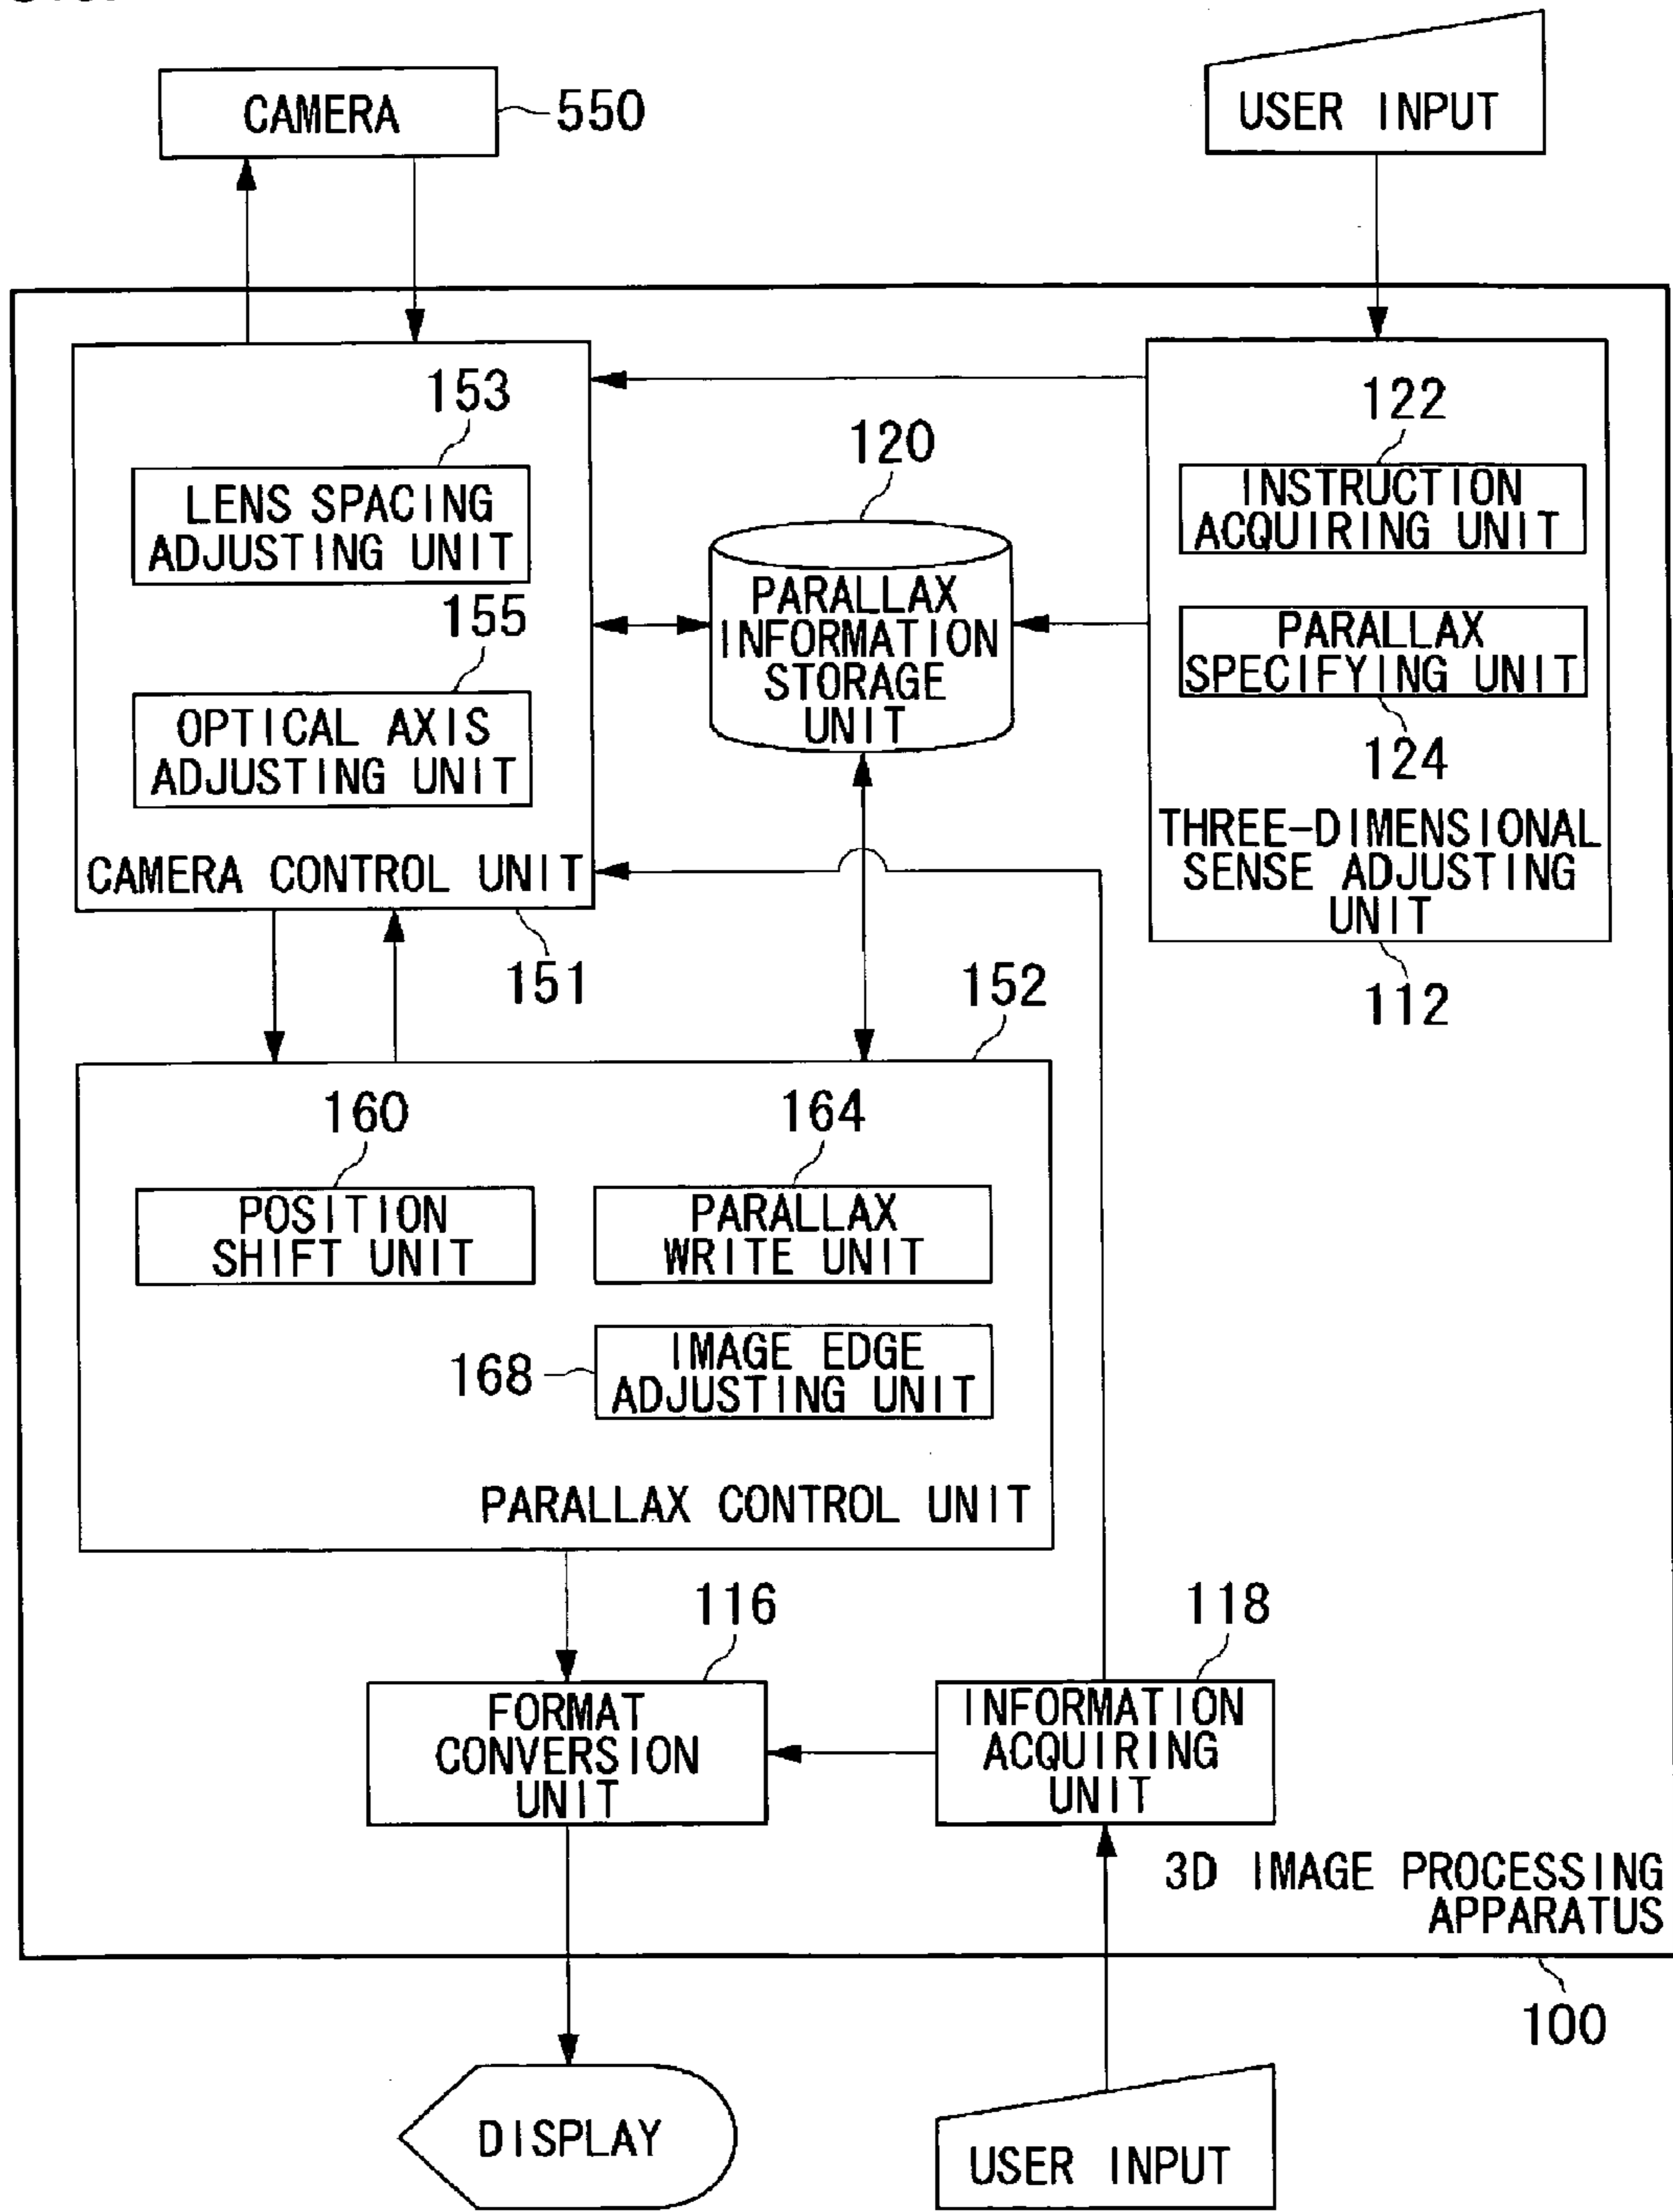 CAMERA
550
USER INPUT
153
LENS SPACING
ADJUSTING UNIT
155
OPTICAL AXIS
ADJUSTING UNIT
CAMERA CONTROL UNIT
151
120
PARALLAX
INFORMATION
STORAGE
UNIT
122
INSTRUCTION
ACQUIRING UNIT
PARALLAX
SPECIFYING UNIT
124
THREE-DIMENSIONAL
SENSE ADJUSTING
UNIT
112
152
160
POSITION
SHIFT UNIT
164
PARALLAX
WRITE UNIT
168
IMAGE EDGE
ADJUSTING UNIT
PARALLAX CONTROL UNIT
116
FORMAT
CONVERSION
UNIT
118
INFORMATION
ACQUIRING
UNIT
3D IMAGE PROCESSING
APPARATUS
100
DISPLAY
USER INPUT